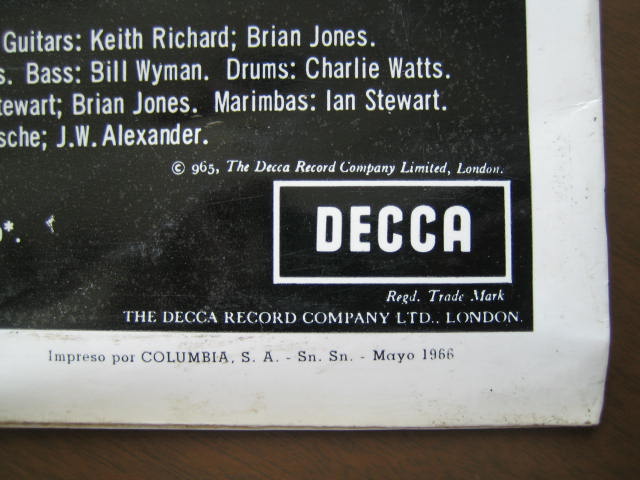 Guitars: Keith Richard; Brian Jones.
s. Bass: Bill Wyman. Drums: Charlie Watts.
tewart; Brian Jones. Marimbas: Ian Stewart.
sche; J.W. Alexander.
© 965, The Decca Record Company Limited, London.
DECCA
*.
Regd. Trade Mark
THE DECCA RECORD COMPANY LTD., LONDON.
Impreso por COLUMBIA, S. A. - Sn. Sn. - Mayo 1966